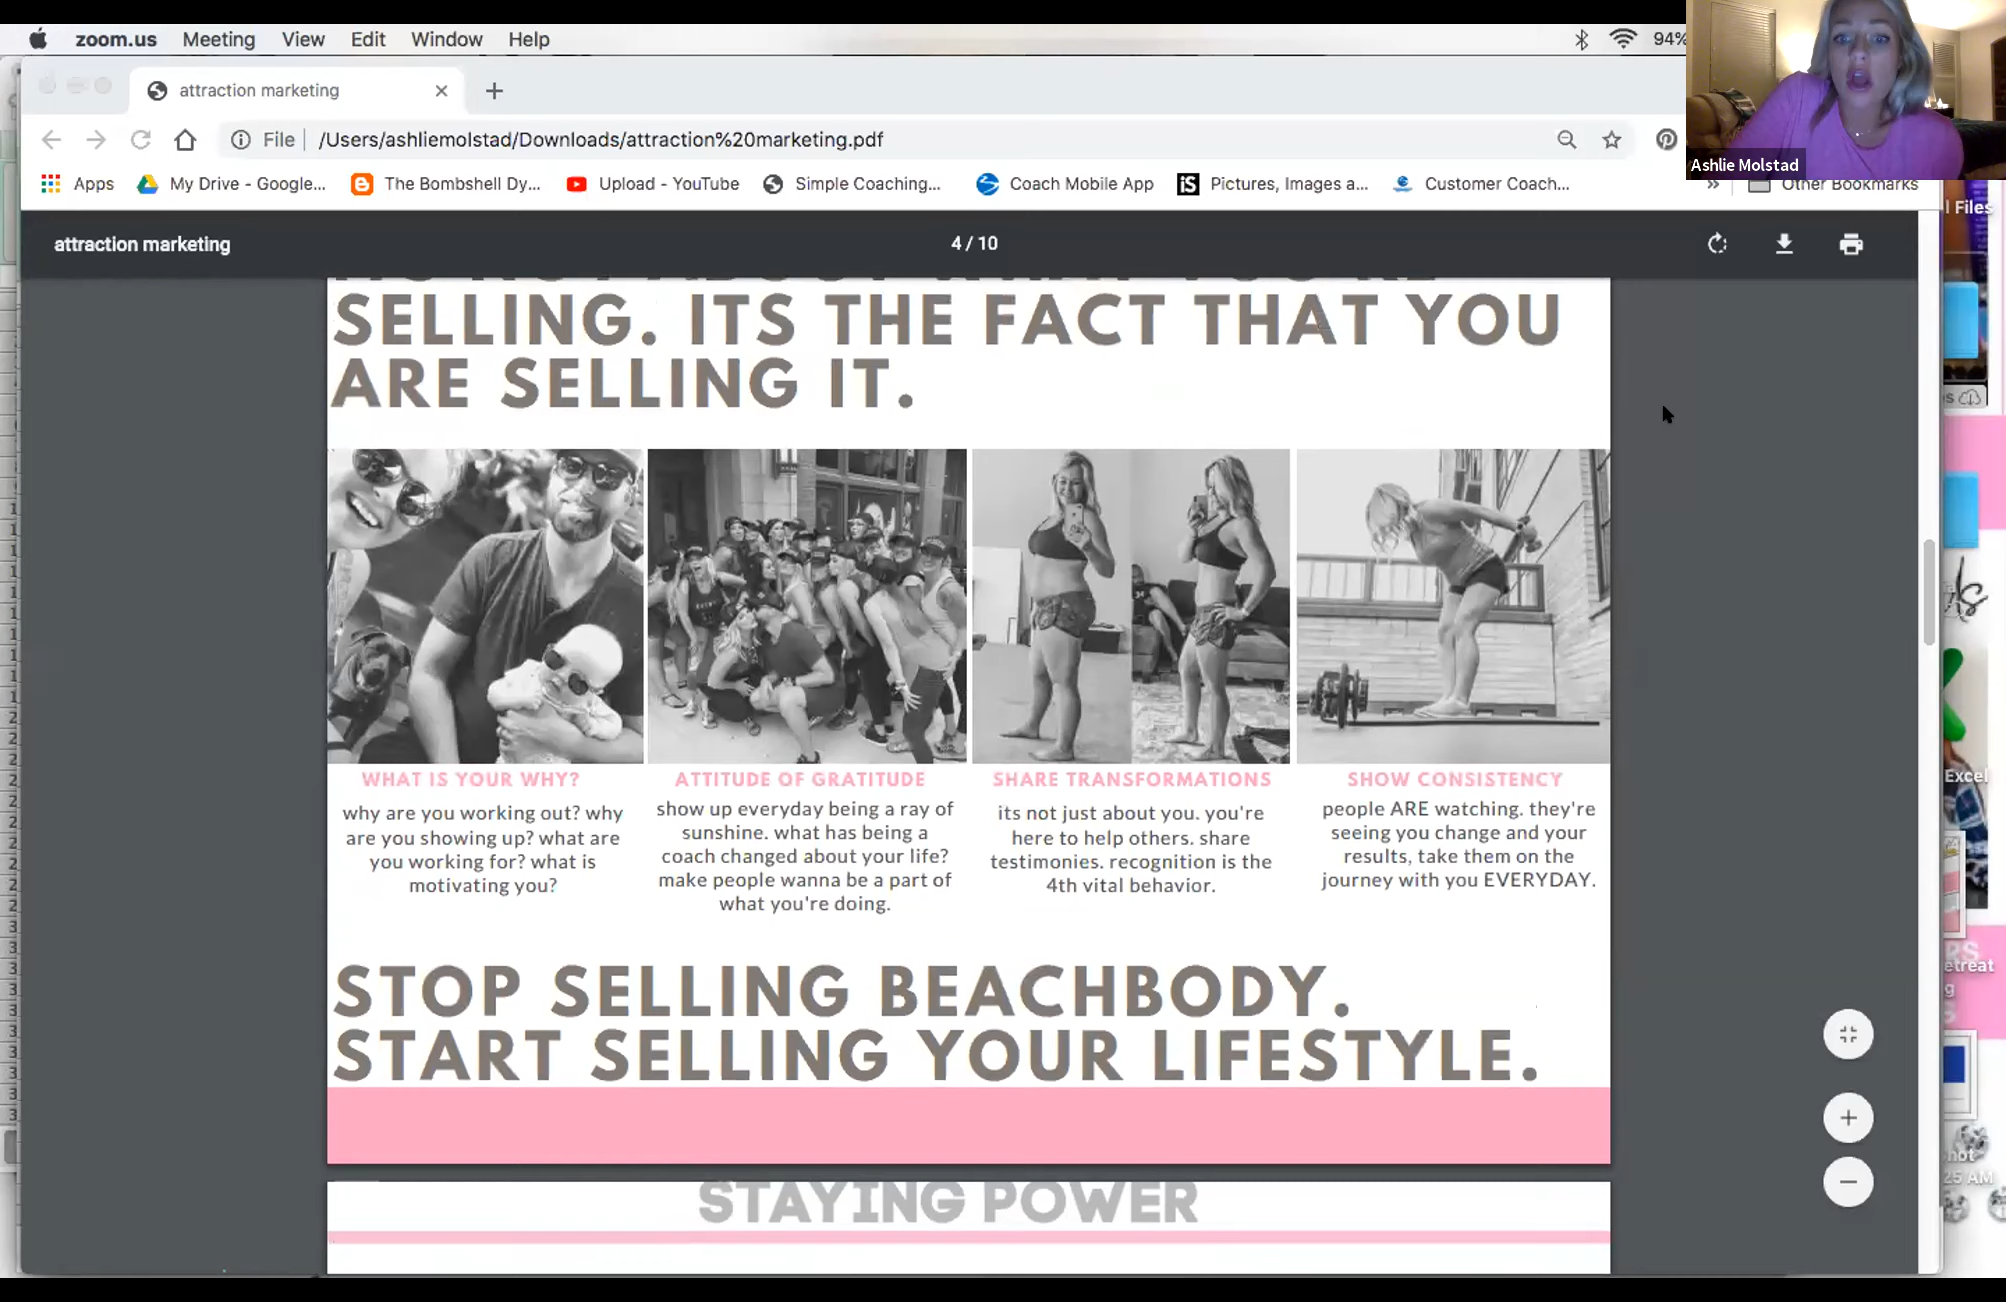 zoom.us Meeting View Edit Window Help 94%
Ashlie Molstad
attraction marketing
File /Users/ashliemolstad/Downloads/attraction%20marketing.pdf
Apps My Drive - Google... The Bombshell Dy... Upload - YouTube Simple Coaching... Coach Mobile App Pictures, Images a... Customer Coach... » Other Bookmarks
l Files
attraction marketing 4 / 10
SELLING. ITS THE FACT THAT YOU
ARE SELLING IT.
WHAT IS YOUR WHY?
why are you working out? why
are you showing up? what are
you working for? what is
motivating you?
ATTITUDE OF GRATITUDE
show up everyday being a ray of
sunshine. what has being a
coach changed about your life?
make people wanna be a part of
what you're doing.
SHARE TRANSFORMATIONS
its not just about you. you're
here to help others. share
testimonies. recognition is the
4th vital behavior.
SHOW CONSISTENCY
people ARE watching. they're
seeing you change and your
results, take them on the
journey with you EVERYDAY.
STOP SELLING BEACHBODY.
START SELLING YOUR LIFESTYLE.
STAYING POWER
Excel
etreat
hot
25 AM